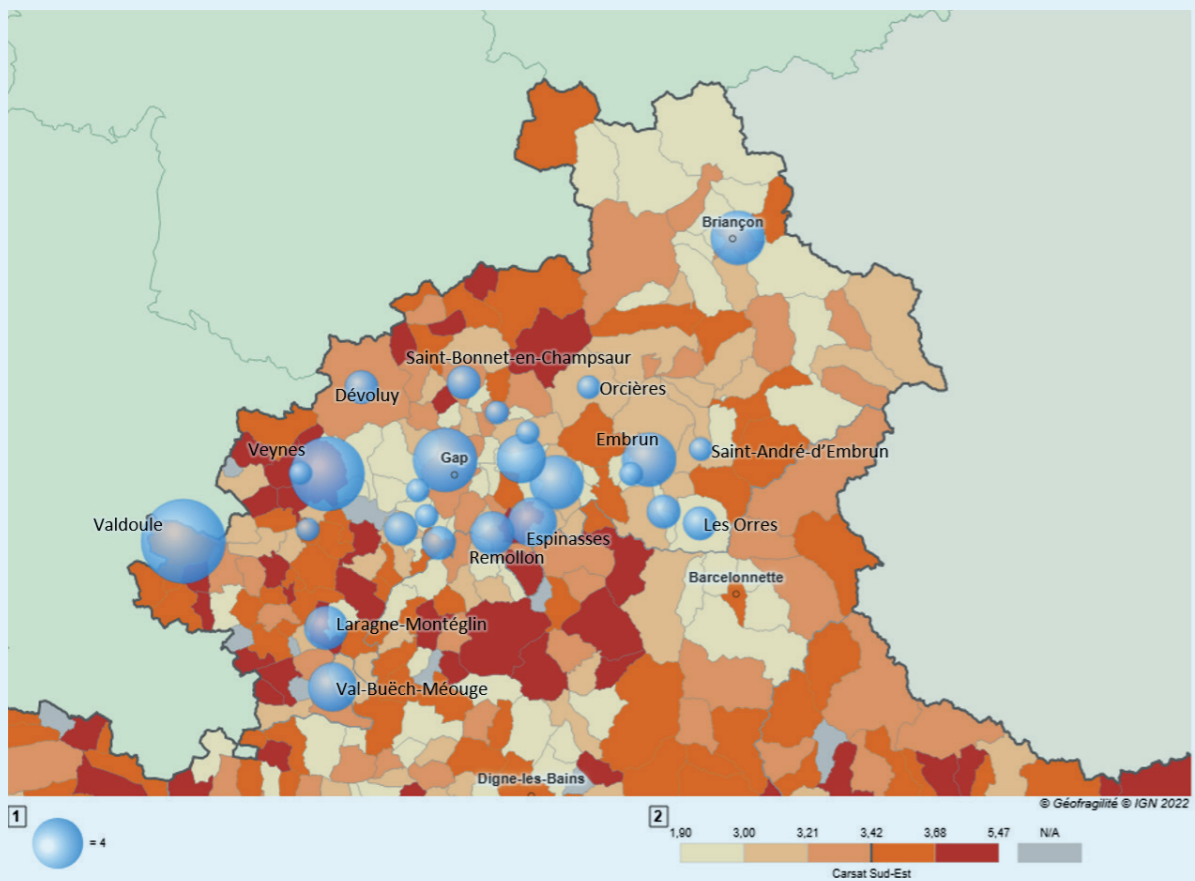 Briançon
Saint-Bonnet-en-Champsaur
Dévoluy
Orcières
Embrun
Veynes
Gap
Saint-André-d'Embrun
Valdoule
Les Orres
Espinasses
Remollon
Barcelonnette
Laragne-Montéglin
Val-Buëch-Méouge
Digne-les-Bains
© Géofragilité © IGN 2022
1
= 4
2
1,90 3,00 3,21 3,42 3,68 5,47 N/A
Carsat Sud-Est